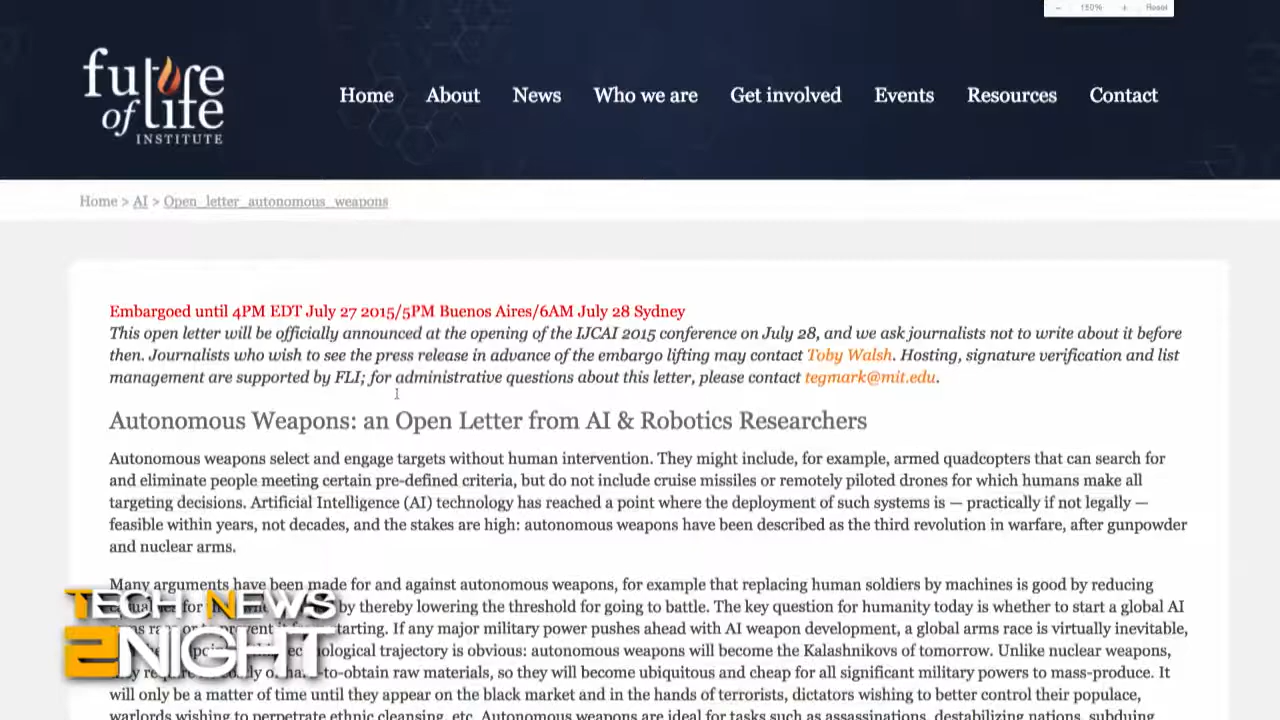 - 150% + Reset
future
of life
INSTITUTE
Home About News Who we are Get involved Events Resources Contact
Home > AI > Open_letter_autonomous_weapons
Embargoed until 4PM EDT July 27 2015/5PM Buenos Aires/6AM July 28 Sydney
This open letter will be officially announced at the opening of the IJCAI 2015 conference on July 28, and we ask journalists not to write about it before
then. Journalists who wish to see the press release in advance of the embargo lifting may contact Toby Walsh. Hosting, signature verification and list
management are supported by FLI; for administrative questions about this letter, please contact tegmark@mit.edu.
Autonomous Weapons: an Open Letter from AI & Robotics Researchers
Autonomous weapons select and engage targets without human intervention. They might include, for example, armed quadcopters that can search for
and eliminate people meeting certain pre-defined criteria, but do not include cruise missiles or remotely piloted drones for which humans make all
targeting decisions. Artificial Intelligence (AI) technology has reached a point where the deployment of such systems is — practically if not legally —
feasible within years, not decades, and the stakes are high: autonomous weapons have been described as the third revolution in warfare, after gunpowder
and nuclear arms.
Many arguments have been made for and against autonomous weapons, for example that replacing human soldiers by machines is good by reducing
for by thereby lowering the threshold for going to battle. The key question for humanity today is whether to start a global AI
or to prevent it from starting. If any major military power pushes ahead with AI weapon development, a global arms race is virtually inevitable,
technological trajectory is obvious: autonomous weapons will become the Kalashnikovs of tomorrow. Unlike nuclear weapons,
-to-obtain raw materials, so they will become ubiquitous and cheap for all significant military powers to mass-produce. It
will only be a matter of time until they appear on the black market and in the hands of terrorists, dictators wishing to better control their populace,
warlords wishing to perpetrate ethnic cleansing, etc. Autonomous weapons are ideal for tasks such as assassinations, destabilizing nations, subduing
TECH NEWS
2NIGHT